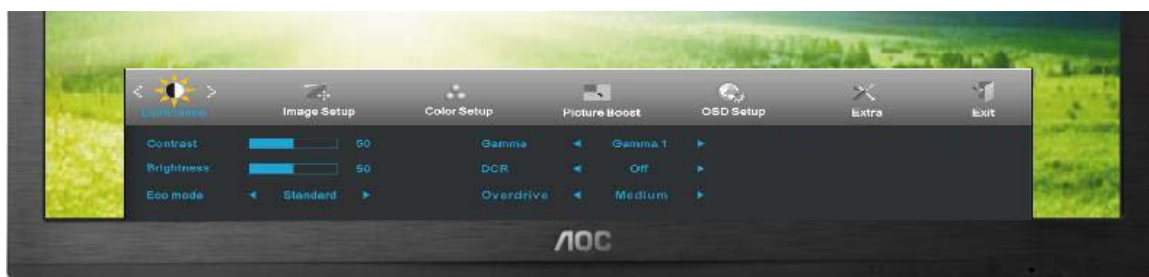 Luminance Image Setup Color Setup Picture Boost OSD Setup Extra Exit
Contrast 50 Gamma Gamma 1
Brightness 50 DCR Off
Eco mode Standard Overdrive Medium
AOC